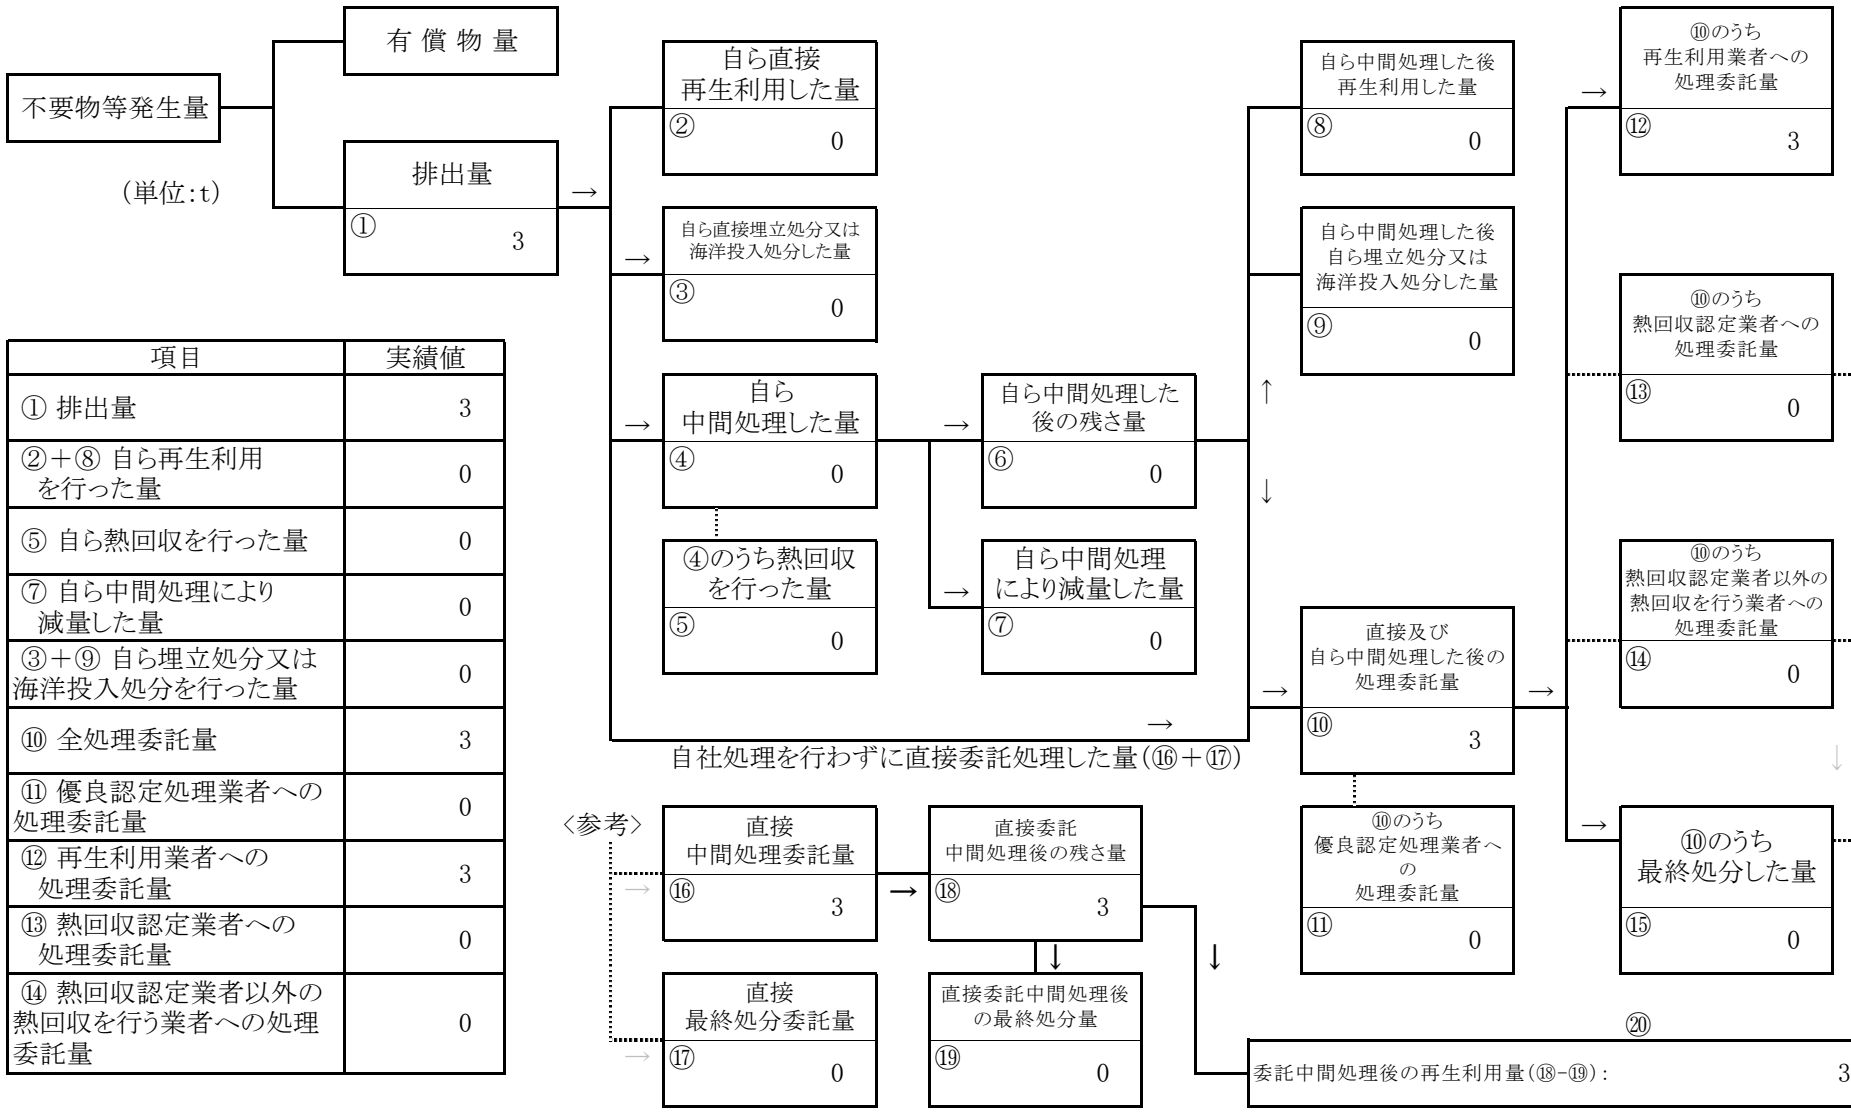 有償物量
不要物等発生量
(単位:t)
排出量
①
3
→
自ら直接
再生利用した量
②
0
→
自ら直接埋立処分又は
海洋投入処分した量
③
0
→
自ら
中間処理した量
④
0
④のうち熱回収
を行った量
⑤
0
→
自ら中間処理した
後の残さ量
⑥
0
→
自ら中間処理
により減量した量
⑦
0
自ら中間処理した後
再生利用した量
⑧
0
自ら中間処理した後
自ら埋立処分又は
海洋投入処分した量
⑨
0
↑
↓
→
直接及び
自ら中間処理した後の
処理委託量
⑩
3
→
自社処理を行わずに直接委託処理した量(⑯+⑰)
⑩のうち
優良認定処理業者へ
の
処理委託量
⑪
0
→
→
⑩のうち
再生利用業者への
処理委託量
⑫
3
⑩のうち
熱回収認定業者への
処理委託量
⑬
0
⑩のうち
熱回収認定業者以外の
熱回収を行う業者への
処理委託量
⑭
0
↓
→
⑩のうち
最終処分した量
⑮
0
項目 実績値
① 排出量 3
②+⑧ 自ら再生利用
を行った量 0
⑤ 自ら熱回収を行った量 0
⑦ 自ら中間処理により
減量した量 0
③+⑨ 自ら埋立処分又は
海洋投入処分を行った量 0
⑩ 全処理委託量 3
⑪ 優良認定処理業者への
処理委託量 0
⑫ 再生利用業者への
処理委託量 3
⑬ 熱回収認定業者への
処理委託量 0
⑭ 熱回収認定業者以外の
熱回収を行う業者への処理
委託量 0
〈参考〉
→
直接
中間処理委託量
⑯
3
→
直接委託
中間処理後の残さ量
⑱
3
↓
↓
→
直接
最終処分委託量
⑰
0
直接委託中間処理後
の最終処分量
⑲
0
⑳
委託中間処理後の再生利用量(⑱-⑲): 3